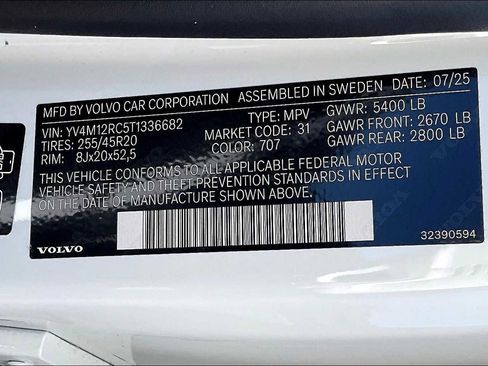 MFD BY VOLVO CAR CORPORATION ASSEMBLED IN SWEDEN DATE: 07/25
VIN: YV4M12RC5T1336682 TYPE: MPV GVWR: 5400 LB
TIRES: 255/45R20 MARKET CODE: 31 GAWR FRONT: 2670 LB
RIM: 8Jx20x52,5 COLOR: 707 GAWR REAR: 2800 LB
THIS VEHICLE CONFORMS TO ALL APPLICABLE FEDERAL MOTOR
VEHICLE SAFETY AND THEFT PREVENTION STANDARDS IN EFFECT
ON THE DATE OF MANUFACTURE SHOWN ABOVE.
VOLVO 32390594